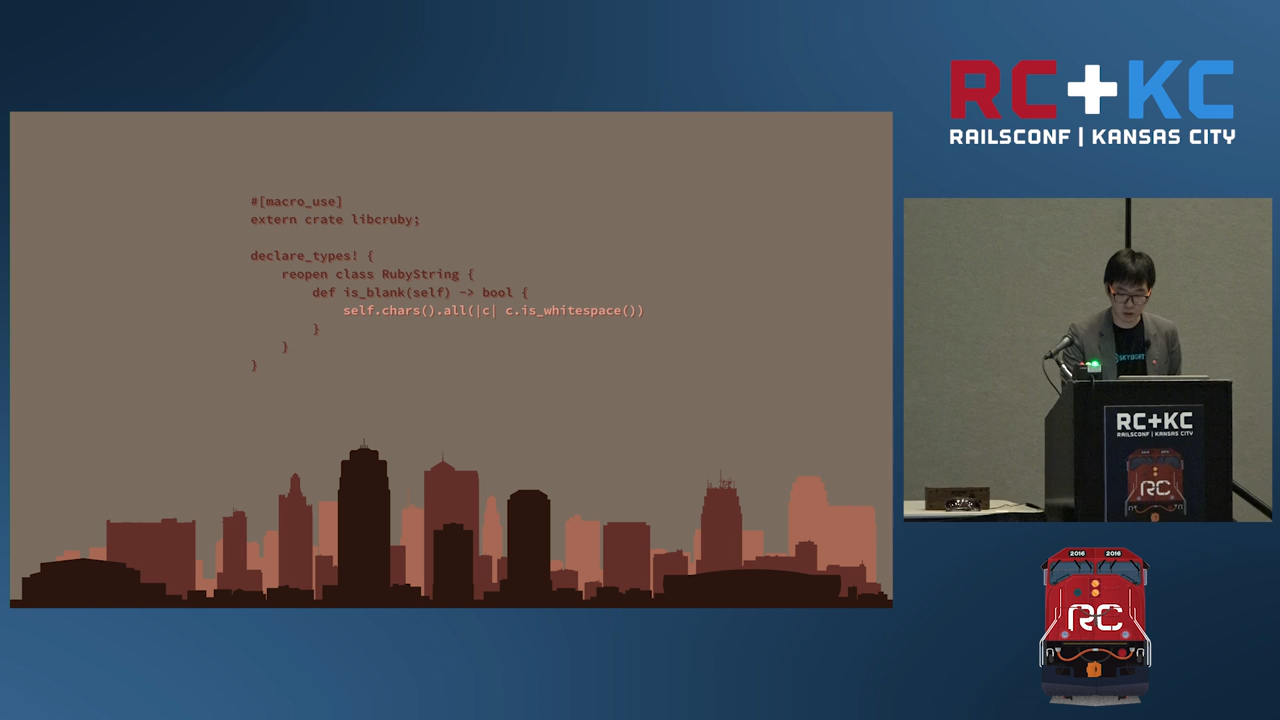 #[macro_use]
extern crate libcruby;
declare_types! {
reopen class RubyString {
def is_blank(self) -> bool {
self.chars().all(|c| c.is_whitespace())
}
}
}
RC+KC
RAILSCONF | KANSAS CITY
SKYLIGHT
RC+KC
RAILSCONF | KANSAS CITY
RC
2016 2016
RC